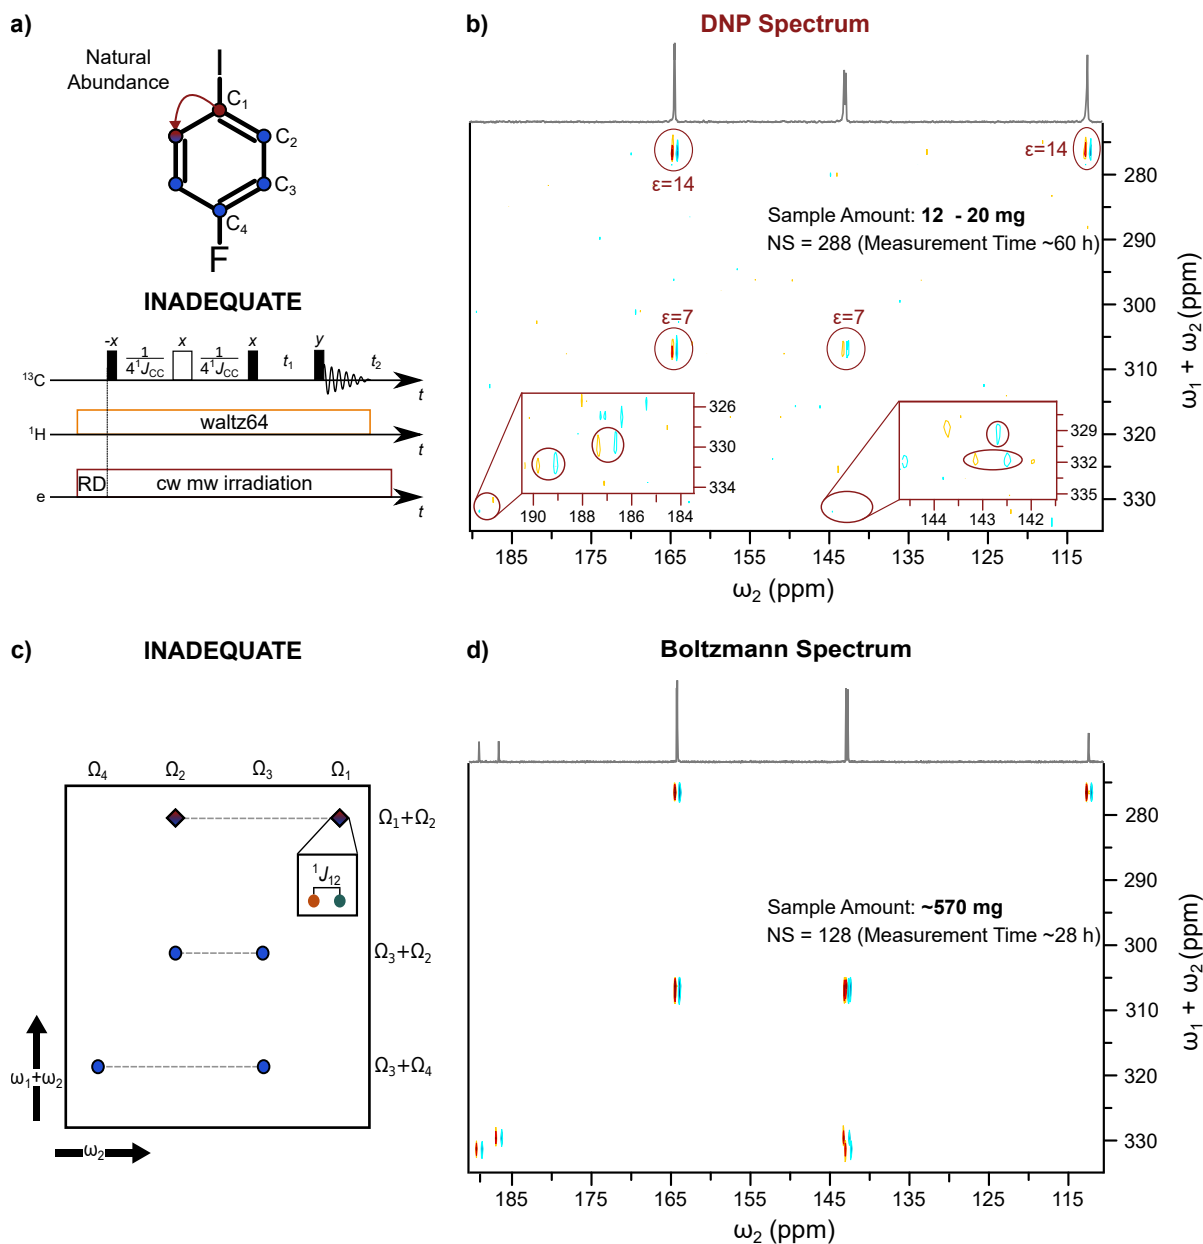 a)
Natural
Abundance
I
C₁
C₂
C₃
C₄
F
INADEQUATE
-x x x y
1/4¹J_CC 1/4¹J_CC t₁ t₂
¹³C t
waltz64
¹H t
RD cw mw irradiation
e t
b) DNP Spectrum
ε=14 ε=14
Sample Amount: 12 - 20 mg
NS = 288 (Measurement Time ~60 h)
ε=7 ε=7
326
330
334
190 188 186 184
329
332
335
144 143 142
280
290
300
310
320
330
ω₁ + ω₂ (ppm)
185 175 165 155 145 135 125 115
ω₂ (ppm)
c) INADEQUATE
Ω₄ Ω₂ Ω₃ Ω₁
Ω₁+Ω₂
¹J₁₂
Ω₃+Ω₂
Ω₃+Ω₄
ω₁+ω₂
ω₂
d) Boltzmann Spectrum
Sample Amount: ~570 mg
NS = 128 (Measurement Time ~28 h)
280
290
300
310
320
330
ω₁ + ω₂ (ppm)
185 175 165 155 145 135 125 115
ω₂ (ppm)